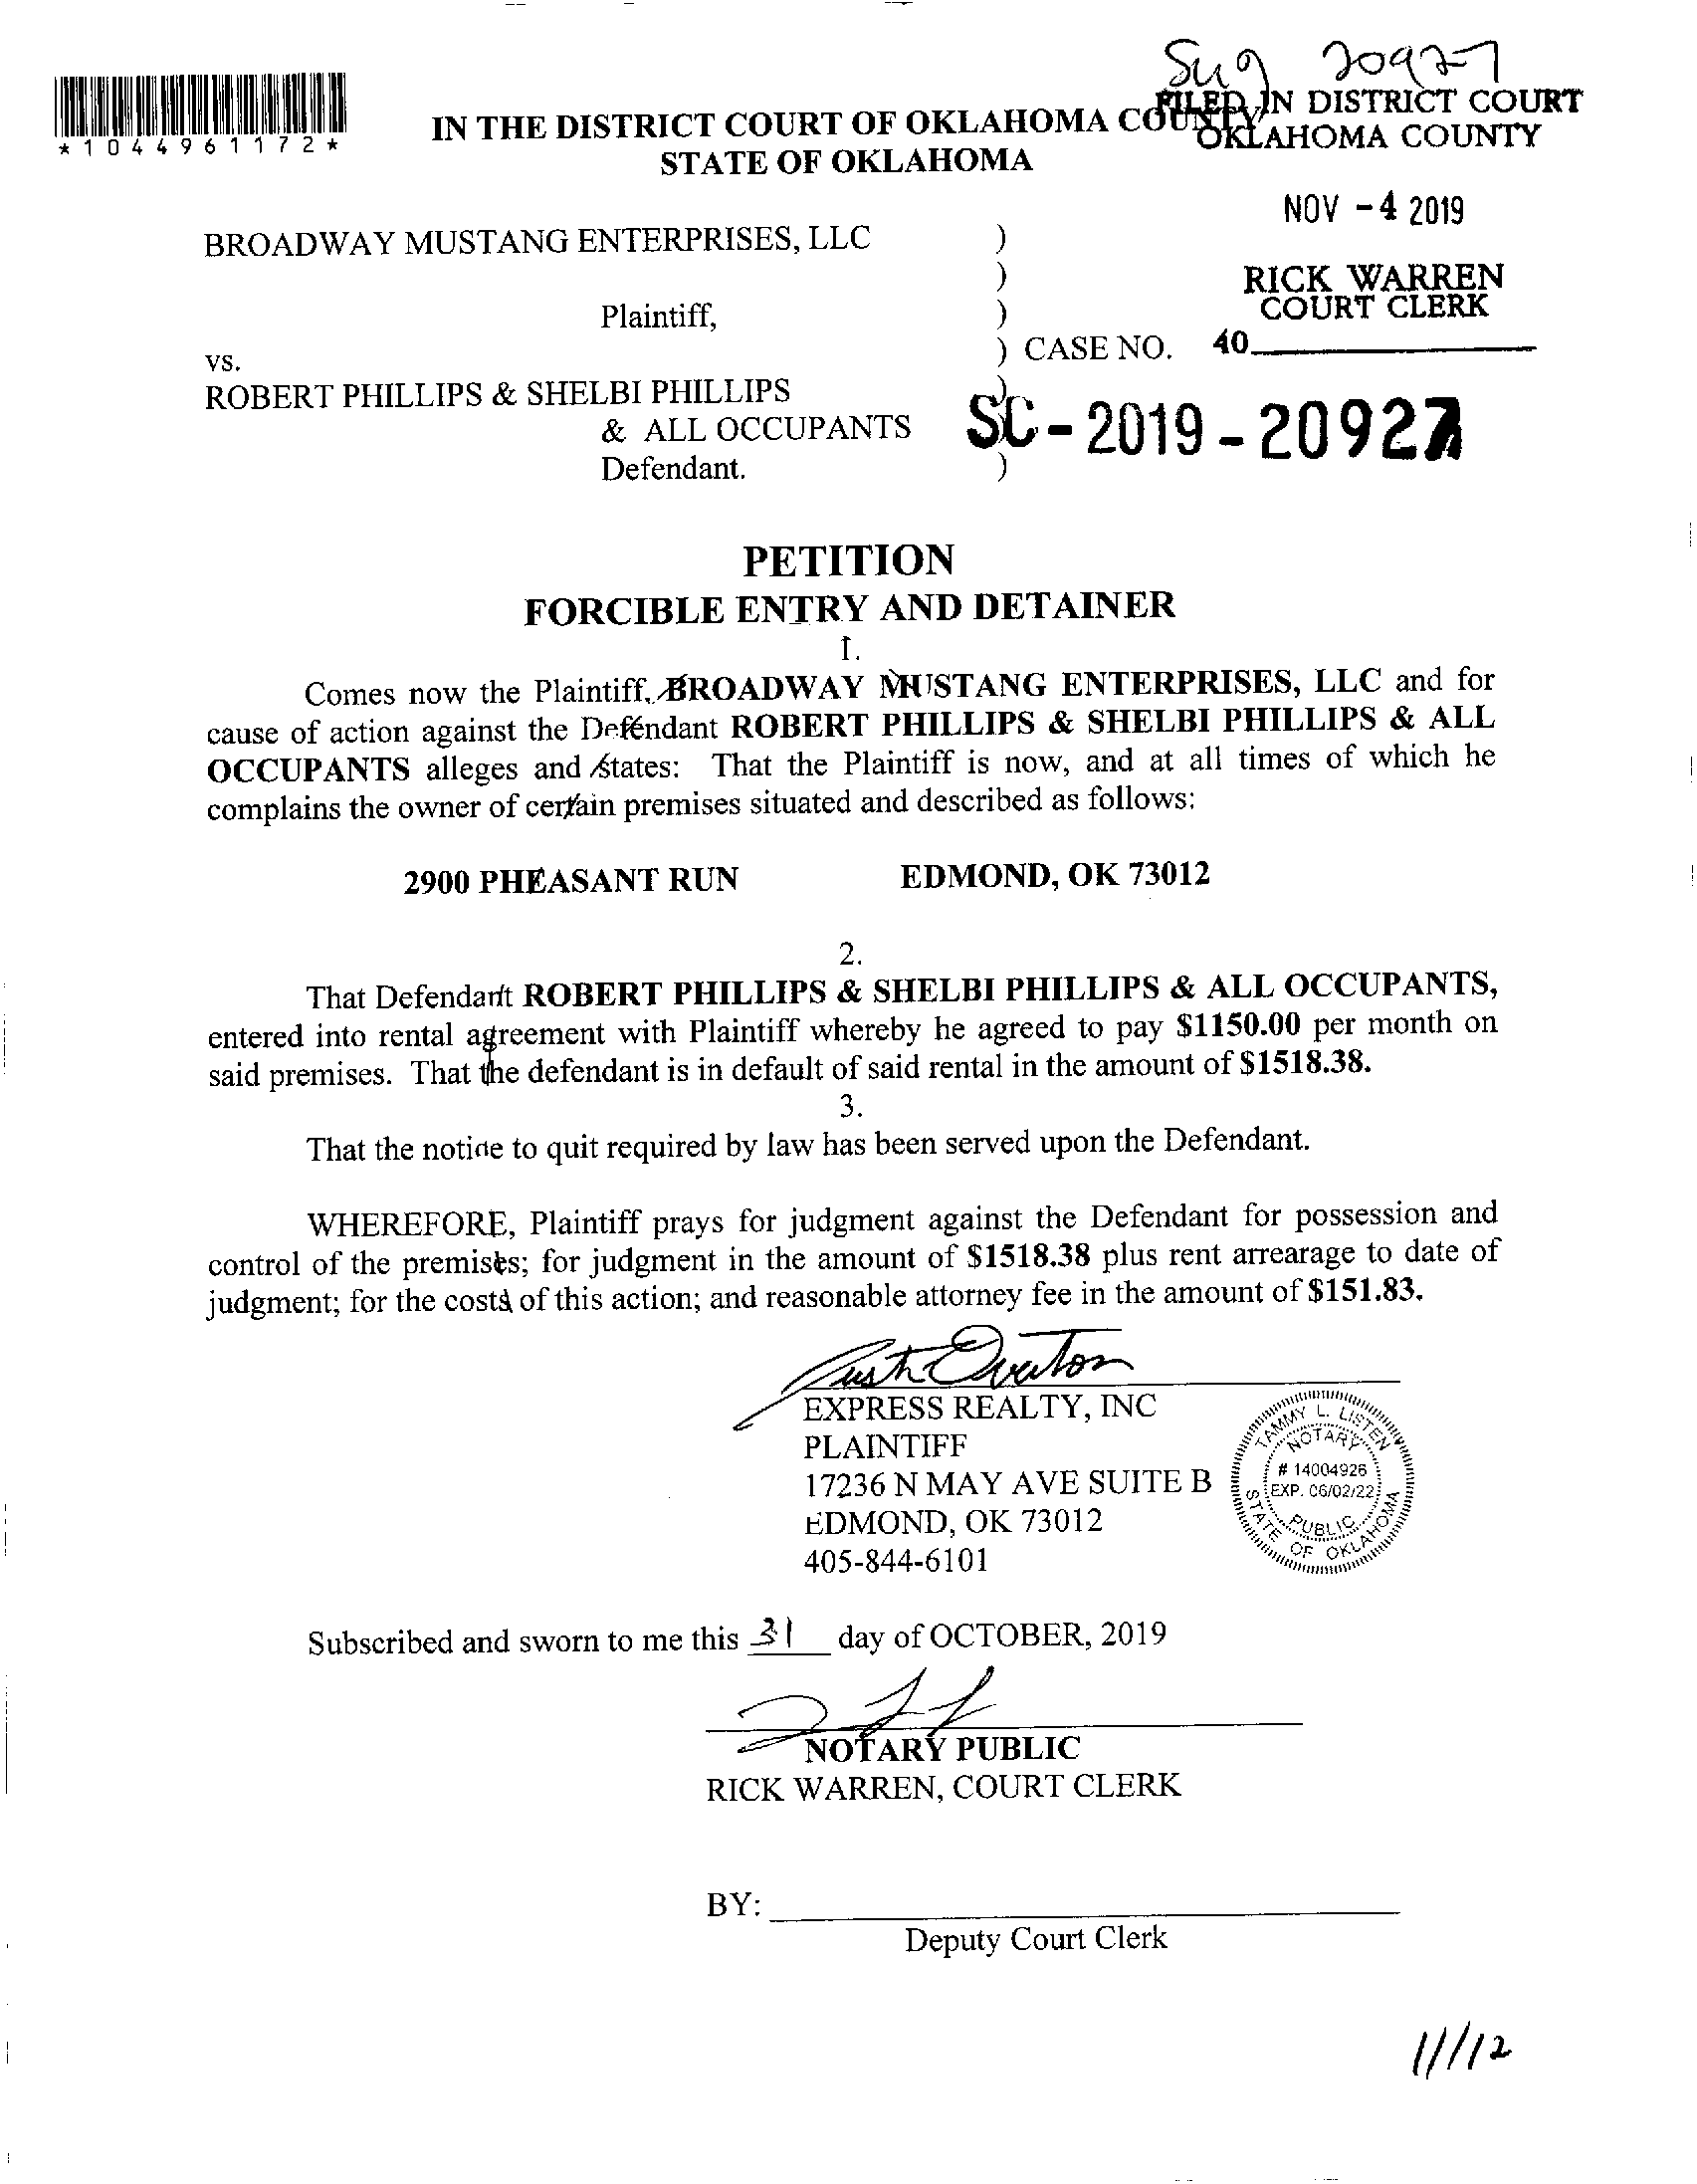 20927
*1044961172*
IN THE DISTRICT COURT OF OKLAHOMA COUNTY
STATE OF OKLAHOMA
FILED IN DISTRICT COURT
OKLAHOMA COUNTY
NOV -4 2019
RICK WARREN
COURT CLERK
40
BROADWAY MUSTANG ENTERPRISES, LLC )
)
Plaintiff, )
vs. ) CASE NO.
ROBERT PHILLIPS & SHELBI PHILLIPS )
& ALL OCCUPANTS
SC-2019-20927
Defendant. )
PETITION
FORCIBLE ENTRY AND DETAINER
1.
Comes now the Plaintiff, BROADWAY MUSTANG ENTERPRISES, LLC and for
cause of action against the Defendant ROBERT PHILLIPS & SHELBI PHILLIPS & ALL
OCCUPANTS alleges and states: That the Plaintiff is now, and at all times of which he
complains the owner of certain premises situated and described as follows:
2900 PHEASANT RUN EDMOND, OK 73012
2.
That Defendant ROBERT PHILLIPS & SHELBI PHILLIPS & ALL OCCUPANTS,
entered into rental agreement with Plaintiff whereby he agreed to pay $1150.00 per month on
said premises. That the defendant is in default of said rental in the amount of $1518.38.
3.
That the notice to quit required by law has been served upon the Defendant.
WHEREFORE, Plaintiff prays for judgment against the Defendant for possession and
control of the premises; for judgment in the amount of $1518.38 plus rent arrearage to date of
judgment; for the costs of this action; and reasonable attorney fee in the amount of $151.83.
EXPRESS REALTY, INC
PLAINTIFF
17236 N MAY AVE SUITE B
EDMOND, OK 73012
405-844-6101
TAMMY L. LISTEN
NOTARY
# 14004926
EXP. 06/02/22
PUBLIC
STATE OF OKLAHOMA
Subscribed and sworn to me this 31 day of OCTOBER, 2019
NOTARY PUBLIC
RICK WARREN, COURT CLERK
BY:
Deputy Court Clerk
11/12